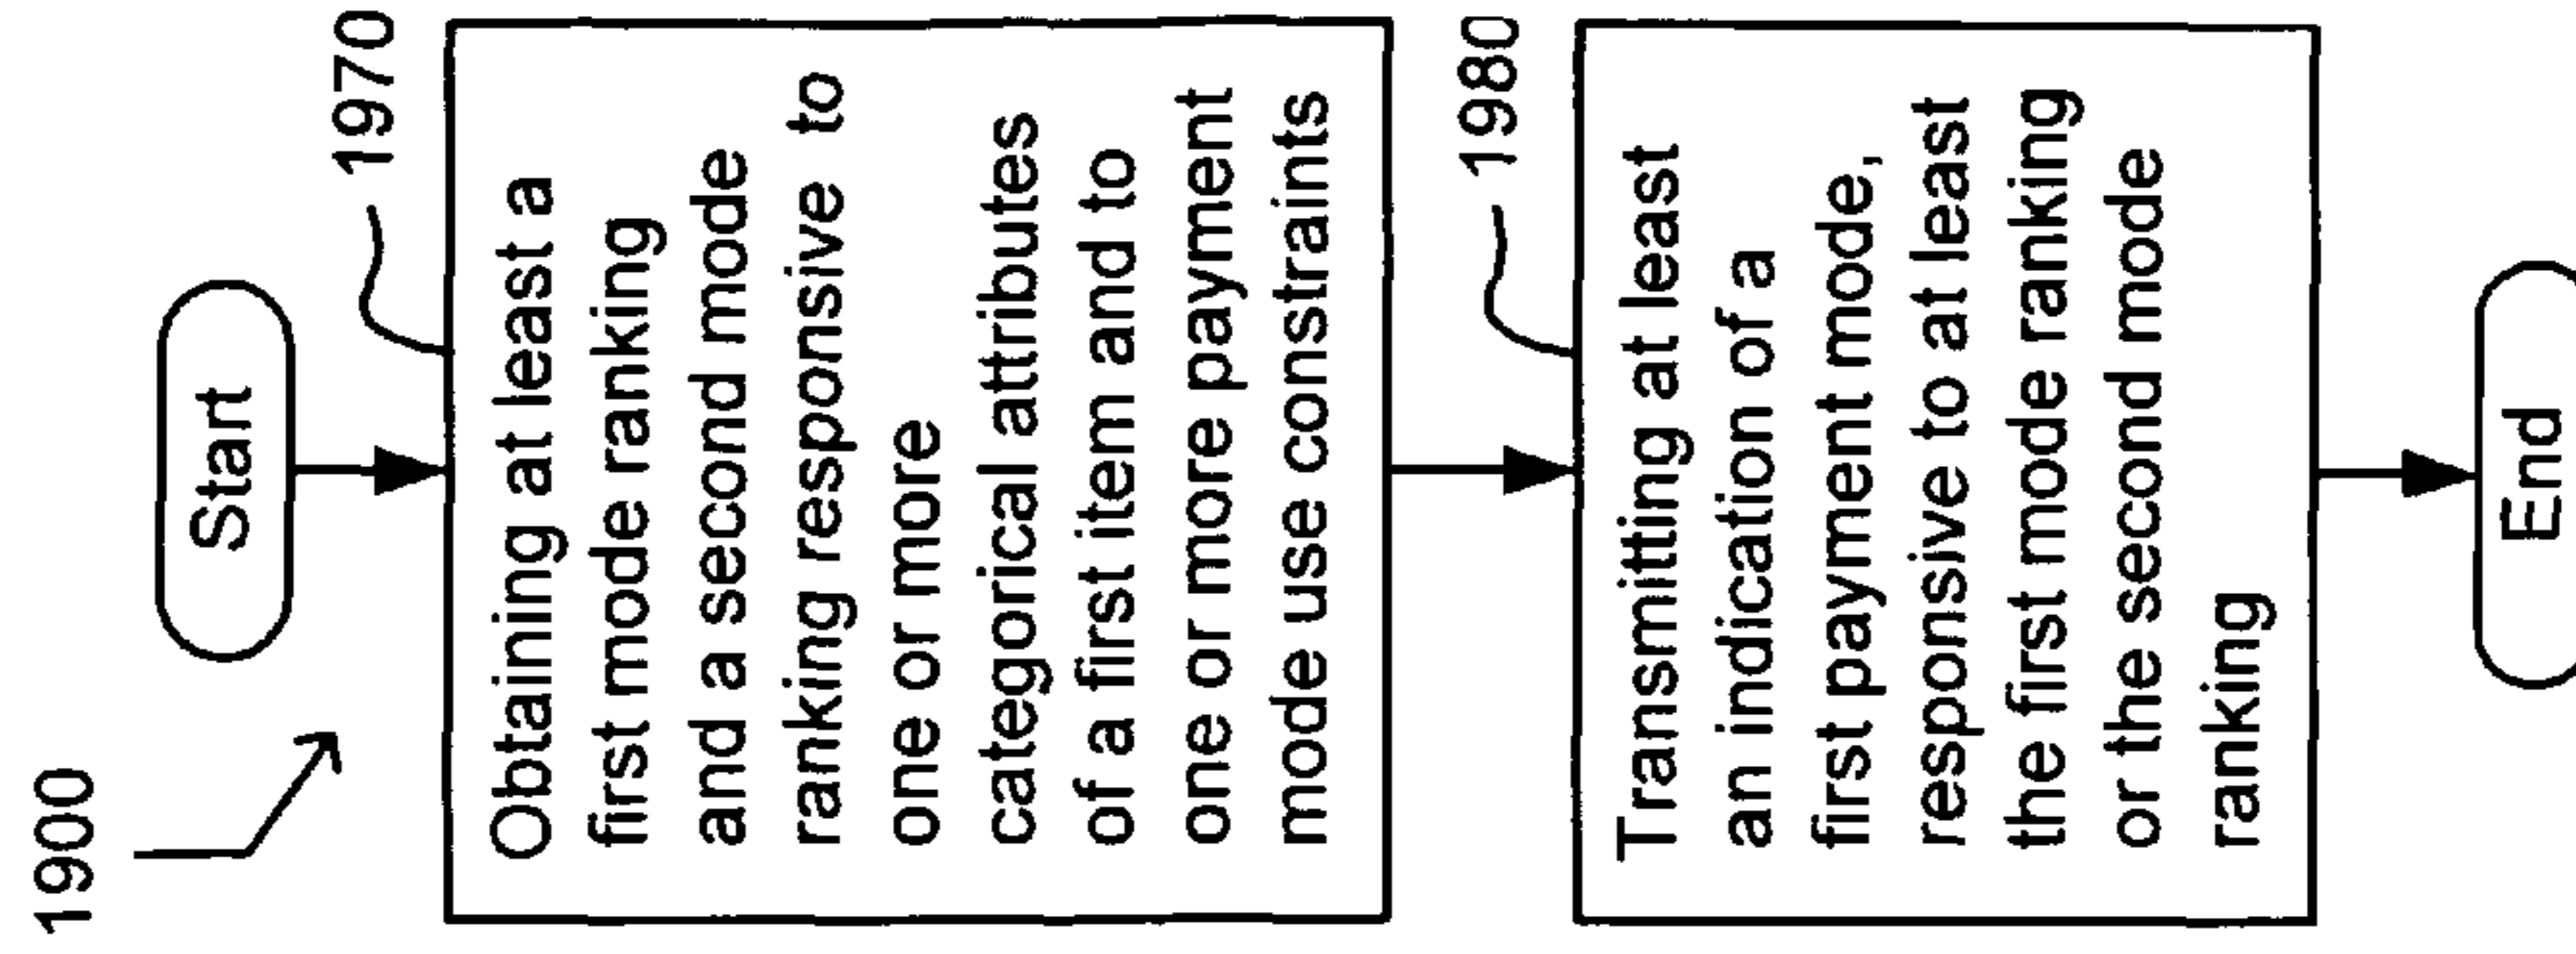 1900
Start
1970
Obtaining at least a
first mode ranking
and a second mode
ranking responsive to
one or more
categorical attributes
of a first item and to
one or more payment
mode use constraints
1980
Transmitting at least
an indication of a
first payment mode,
responsive to at least
the first mode ranking
or the second mode
ranking
End